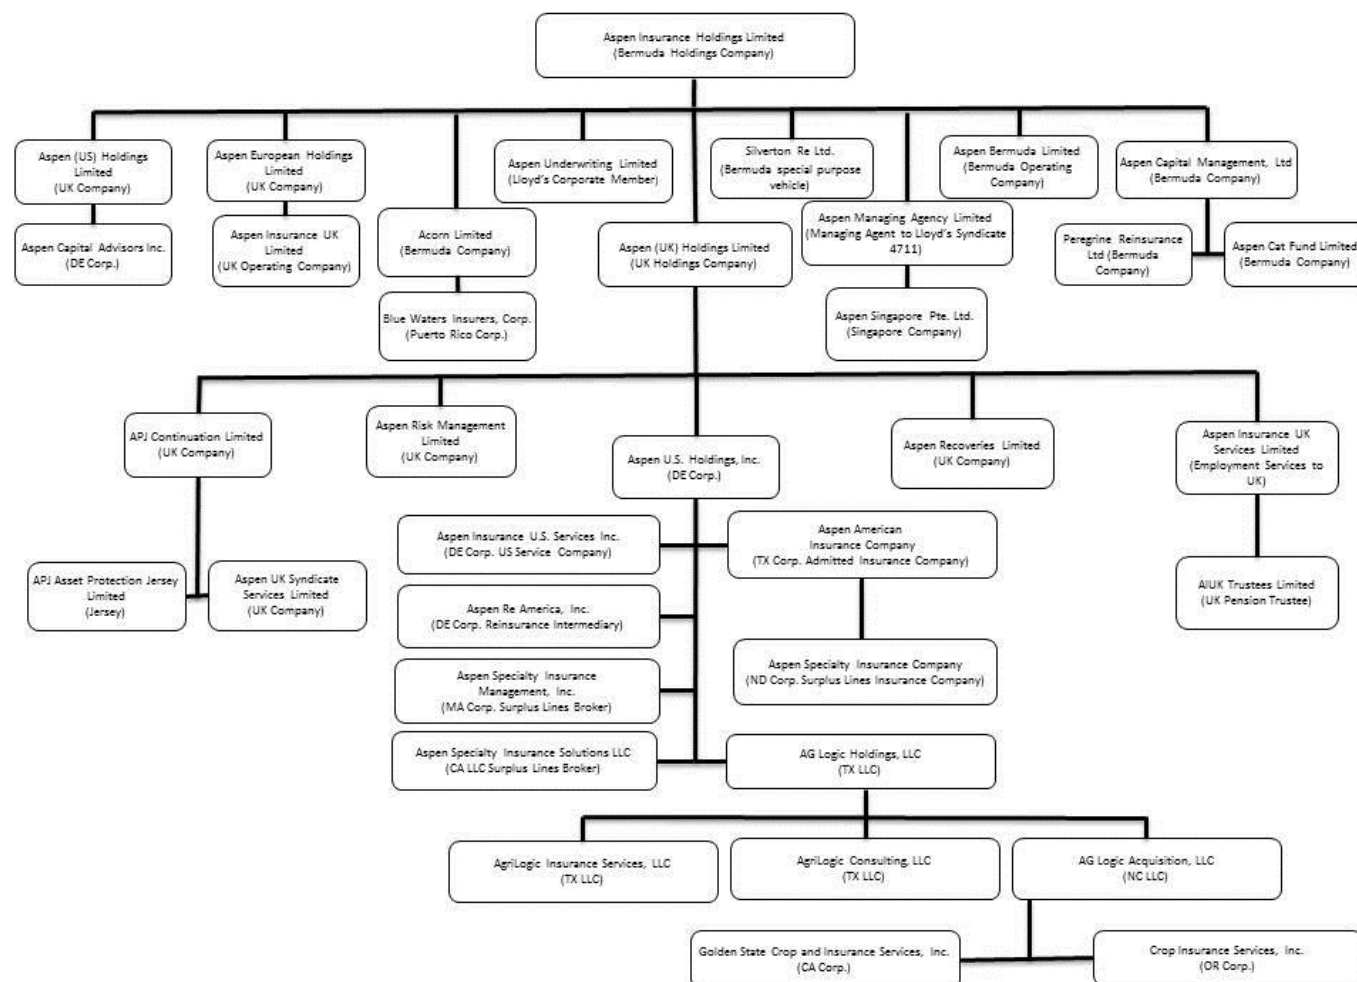 Aspen Insurance Holdings Limited
(Bermuda Holdings Company)
Aspen (US) Holdings
Limited
(UK Company)
Aspen European Holdings
Limited
(UK Company)
Aspen Underwriting Limited
(Lloyd's Corporate Member)
Silverton Re Ltd.
(Bermuda special purpose
vehicle)
Aspen Bermuda Limited
(Bermuda Operating
Company)
Aspen Capital Management, Ltd
(Bermuda Company)
Aspen Capital Advisors Inc.
(DE Corp.)
Aspen Insurance UK
Limited
(UK Operating Company)
Acorn Limited
(Bermuda Company)
Aspen (UK) Holdings Limited
(UK Holdings Company)
Aspen Managing Agency Limited
(Managing Agent to Lloyd's Syndicate
4711)
Peregrine Reinsurance
Ltd (Bermuda
Company)
Aspen Cat Fund Limited
(Bermuda Company)
Blue Waters Insurers, Corp.
(Puerto Rico Corp.)
Aspen Singapore Pte. Ltd.
(Singapore Company)
APJ Continuation Limited
(UK Company)
Aspen Risk Management
Limited
(UK Company)
Aspen U.S. Holdings, Inc.
(DE Corp.)
Aspen Recoveries Limited
(UK Company)
Aspen Insurance UK
Services Limited
(Employment Services to
UK)
Aspen Insurance U.S. Services Inc.
(DE Corp. US Service Company)
Aspen American
Insurance Company
(TX Corp. Admitted Insurance Company)
APJ Asset Protection Jersey
Limited
(Jersey)
Aspen UK Syndicate
Services Limited
(UK Company)
Aspen Re America, Inc.
(DE Corp. Reinsurance Intermediary)
AIUK Trustees Limited
(UK Pension Trustee)
Aspen Specialty Insurance
Management, Inc.
(MA Corp. Surplus Lines Broker)
Aspen Specialty Insurance Company
(ND Corp. Surplus Lines Insurance Company)
Aspen Specialty Insurance Solutions LLC
(CA LLC Surplus Lines Broker)
AG Logic Holdings, LLC
(TX LLC)
AgriLogic Insurance Services, LLC
(TX LLC)
AgriLogic Consulting, LLC
(TX LLC)
AG Logic Acquisition, LLC
(NC LLC)
Golden State Crop and Insurance Services, Inc.
(CA Corp.)
Crop Insurance Services, Inc.
(OR Corp.)